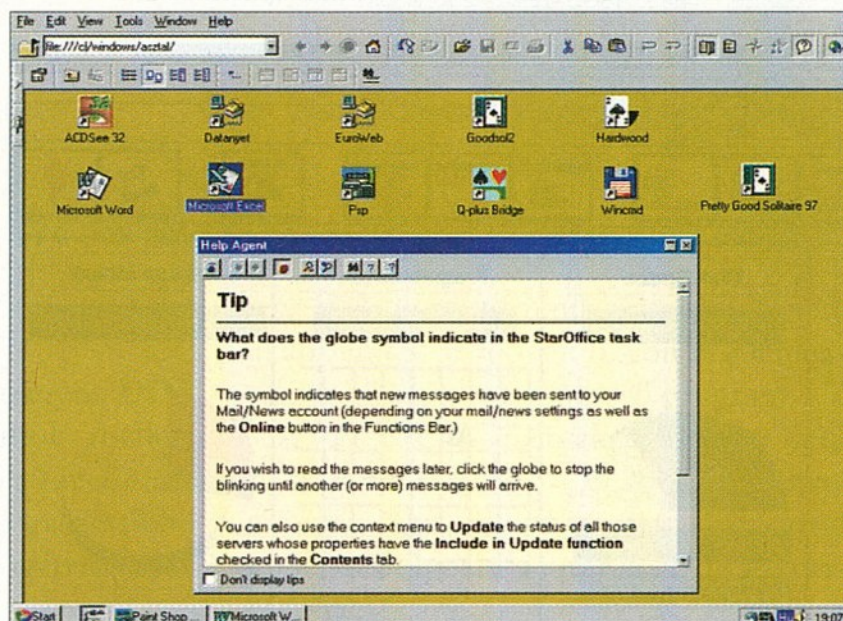 File Edit View Tools Window Help
file:///c|/windows/asztal/
ACDSee 32
Datanyet
EuroWeb
Goodsol2
Hardwood
Microsoft Word
Microsoft Excel
Psp
Q-plus Bridge
Wincmd
Pretty Good Solitaire 97
Help Agent
Tip
What does the globe symbol indicate in the StarOffice task
bar?
The symbol indicates that new messages have been sent to your
Mail/News account (depending on your mail/news settings as well as
the Online button in the Functions Bar.)
If you wish to read the messages later, click the globe to stop the
blinking until another (or more) messages will arrive.
You can also use the context menu to Update the status of all those
servers whose properties have the Include in Update function
checked in the Contents tab.
Don't display tips
Start
Paint Shop...
Microsoft W...
19:07